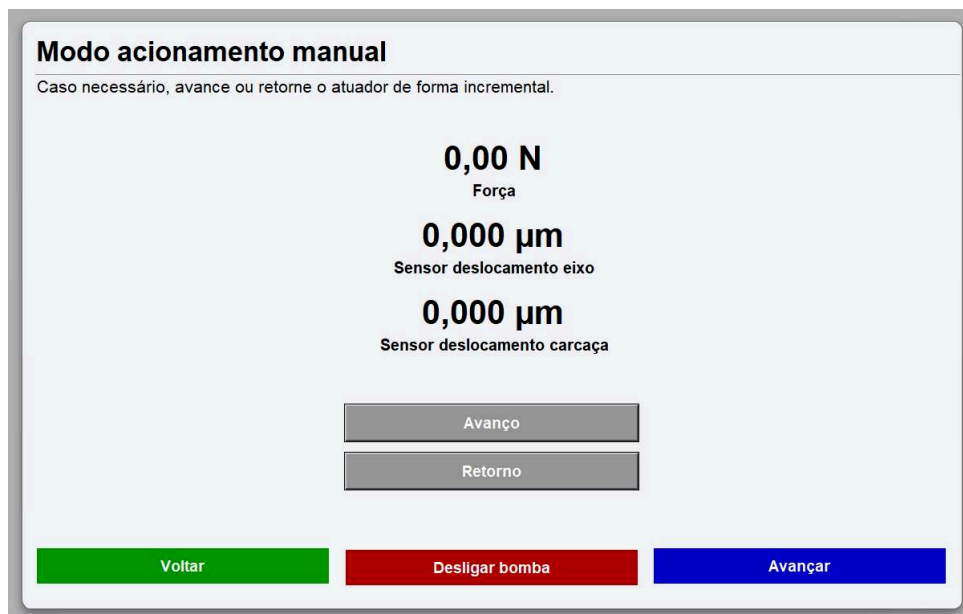 Modo acionamento manual
Caso necessário, avance ou retorne o atuador de forma incremental.
0,00 N
Força
0,000 µm
Sensor deslocamento eixo
0,000 µm
Sensor deslocamento carcaça
Avanço
Retorno
Voltar
Desligar bomba
Avançar